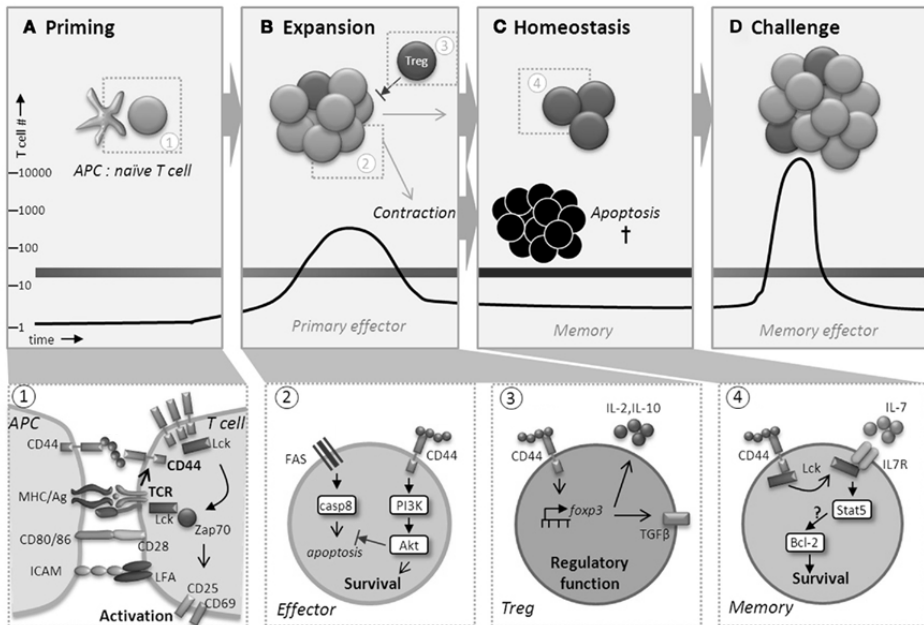 A Priming
B Expansion
C Homeostasis
D Challenge
T cell #
10000
1000
100
10
1
time
1
APC : naïve T cell
Treg
3
2
Contraction
Primary effector
4
Apoptosis
†
Memory
Memory effector
1
APC
T cell
CD44
Lck
CD44
MHC/Ag
TCR
Lck
Zap70
CD80/86
CD28
ICAM
LFA
CD25
CD69
Activation
2
FAS
CD44
casp8
PI3K
apoptosis
Akt
Survival
Effector
3
IL-2,IL-10
CD44
foxp3
TGFβ
Regulatory
function
Treg
4
IL-7
CD44
Lck
IL7R
?
Stat5
Bcl-2
Survival
Memory